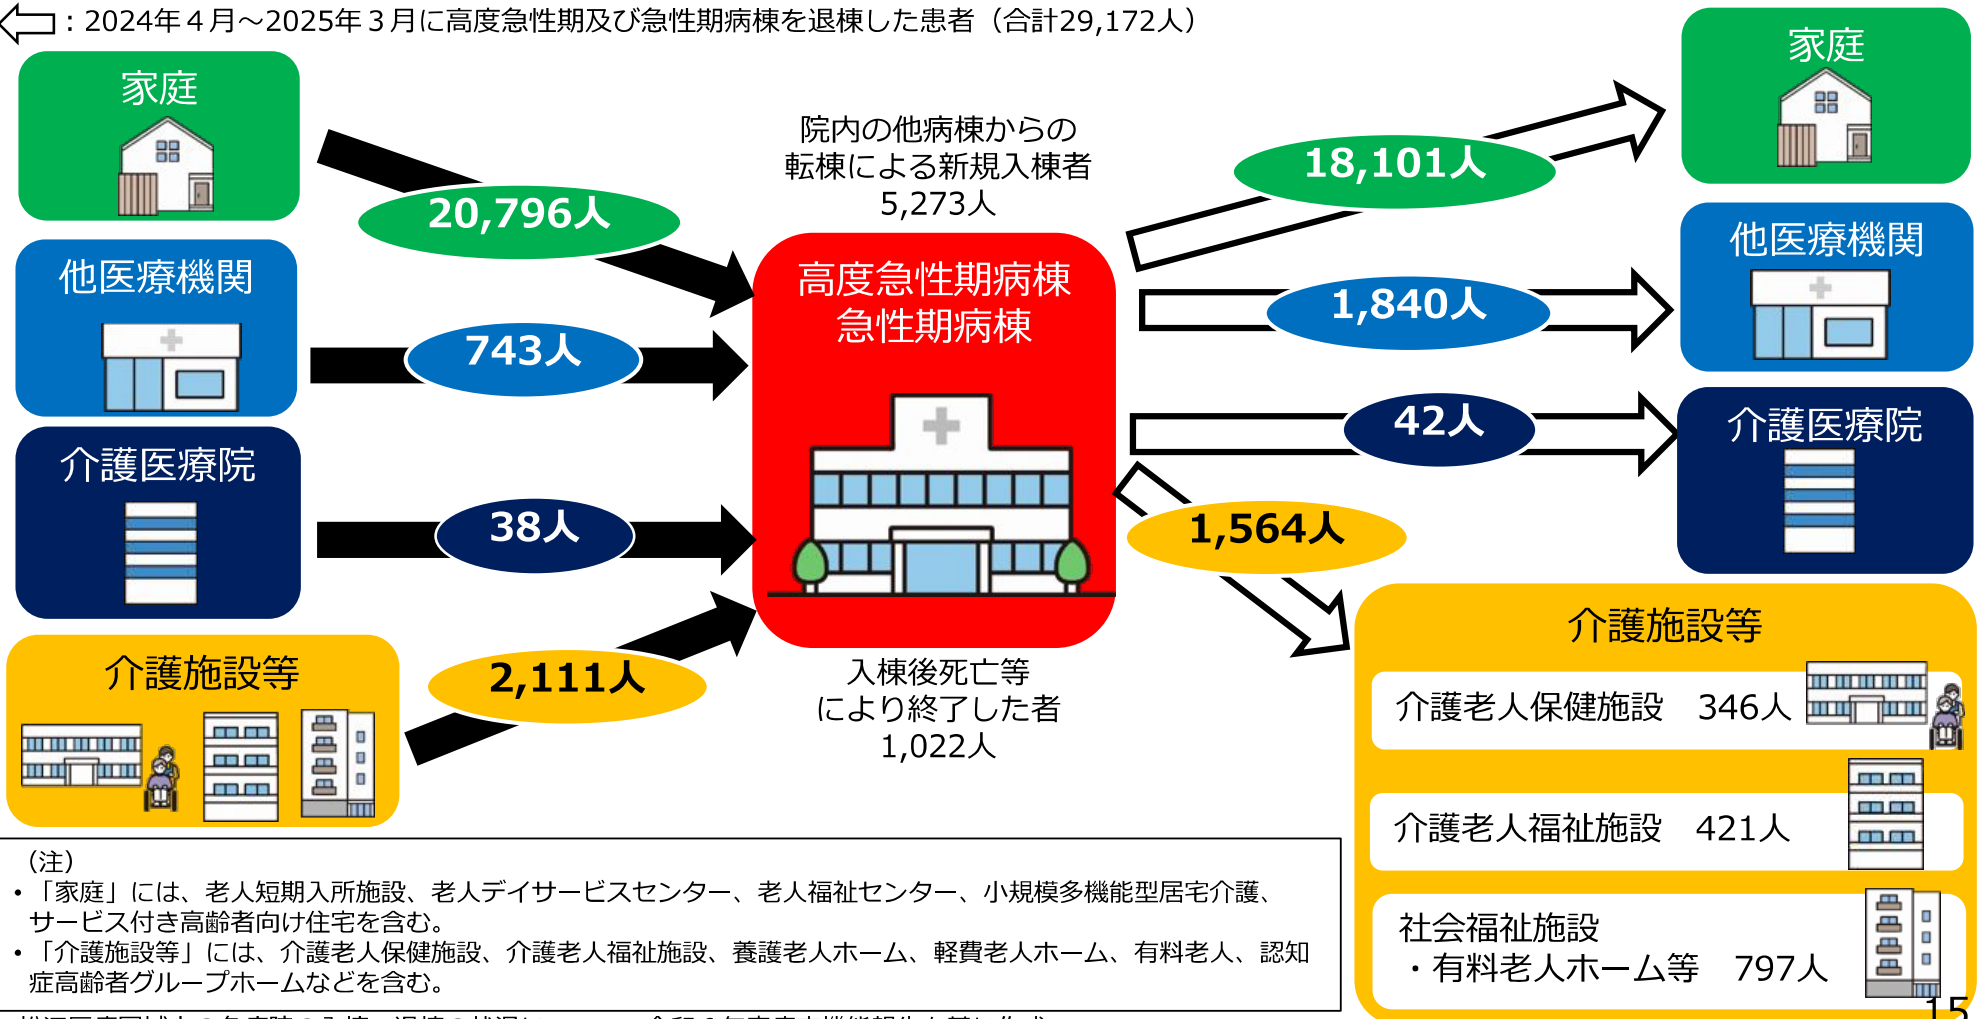 ：2024年４月～2025年３月に高度急性期及び急性期病棟を退棟した患者（合計29,172人）
家庭
他医療機関
介護医療院
介護施設等
20,796人
743人
38人
2,111人
院内の他病棟からの
転棟による新規入棟者
5,273人
高度急性期病棟
急性期病棟
入棟後死亡等
により終了した者
1,022人
18,101人
1,840人
42人
1,564人
家庭
他医療機関
介護医療院
介護施設等
介護老人保健施設　346人
介護老人福祉施設　421人
社会福祉施設
・有料老人ホーム等　797人
（注）
・「家庭」には、老人短期入所施設、老人デイサービスセンター、老人福祉センター、小規模多機能型居宅介護、
サービス付き高齢者向け住宅を含む。
・「介護施設等」には、介護老人保健施設、介護老人福祉施設、養護老人ホーム、軽費老人ホーム、有料老人、認知
症高齢者グループホームなどを含む。
15